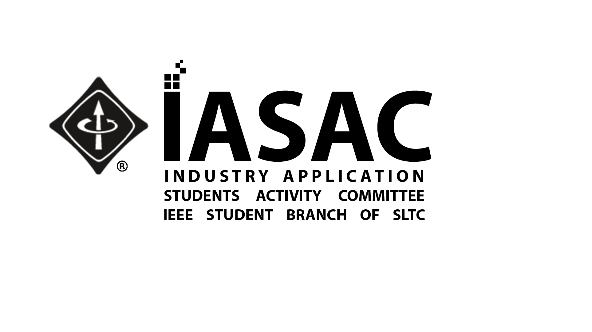 IASAC
®
INDUSTRY APPLICATION
STUDENTS ACTIVITY COMMITTEE
IEEE STUDENT BRANCH OF SLTC